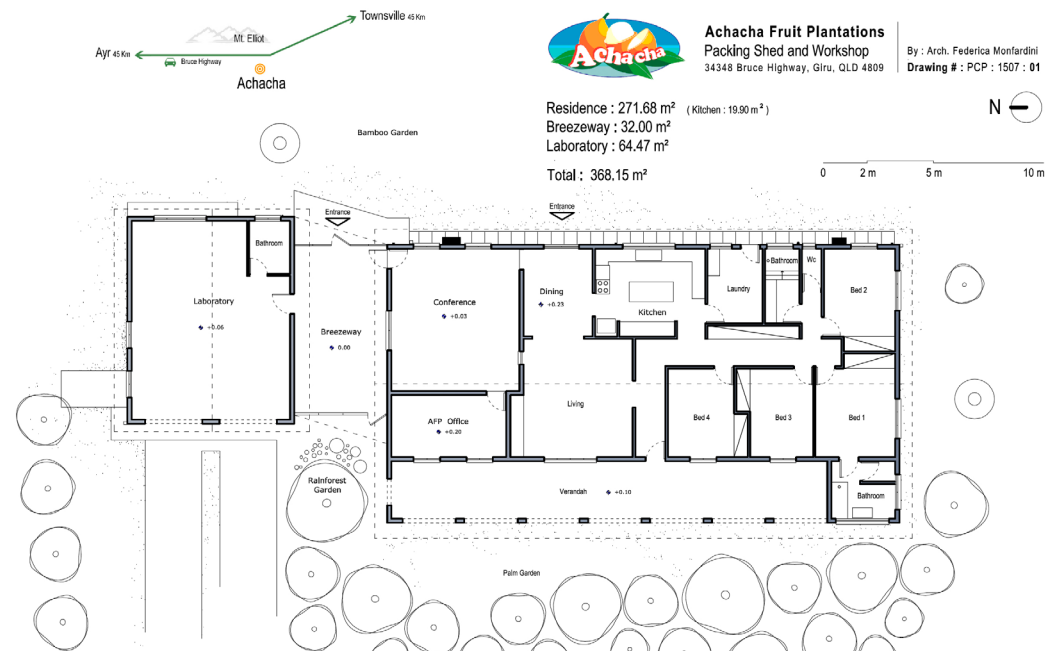 Townsville 45 Km
Mt. Elliot
Ayr 45 Km
Bruce Highway
Achacha
Achacha
Achacha Fruit Plantations
Packing Shed and Workshop
34348 Bruce Highway, Giru, QLD 4809
By : Arch. Federica Monfardini
Drawing # : PCP : 1507 : 01
Residence : 271.68 m² ( Kitchen : 19.90 m ² )
Breezeway : 32.00 m²
Laboratory : 64.47 m²
Total : 368.15 m²
N
0 2 m 5 m 10 m
Bamboo Garden
Entrance
Entrance
Bathroom
Laboratory
+0.06
Breezeway
0.00
Conference
+0.03
Dining
+0.23
Kitchen
Laundry
Bathroom
Wc
Bed 2
AFP Office
+0.20
Living
Bed 4
Bed 3
Bed 1
Rainforest
Garden
Verandah +0.10
Bathroom
Palm Garden